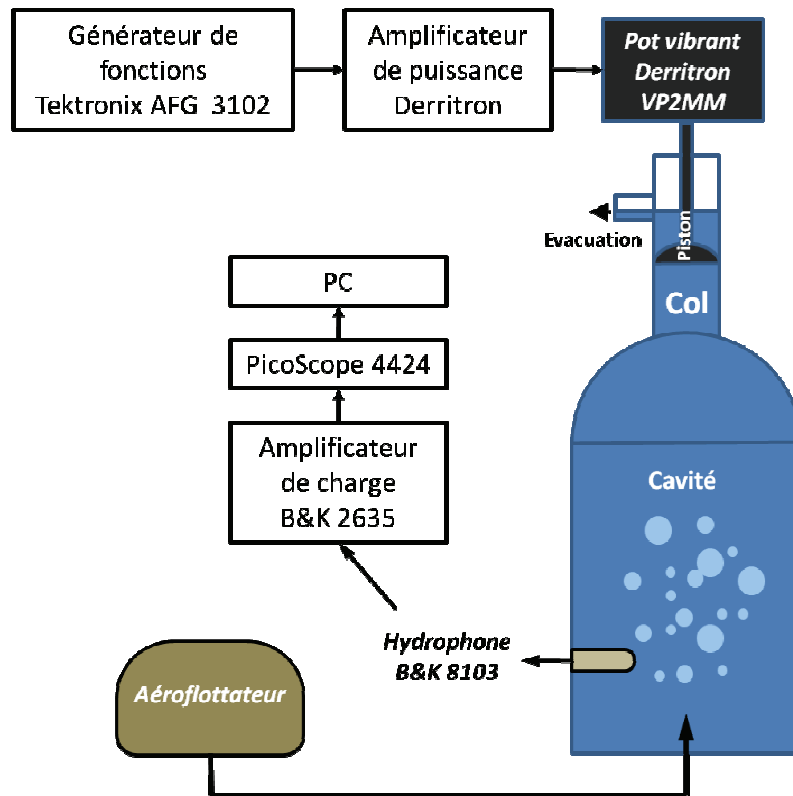 Générateur de
fonctions
Tektronix AFG 3102
Amplificateur
de puissance
Derritron
Pot vibrant
Derritron
VP2MM
Evacuation
Piston
Col
PC
PicoScope 4424
Amplificateur
de charge
B&K 2635
Cavité
Hydrophone
B&K 8103
Aéroflottateur